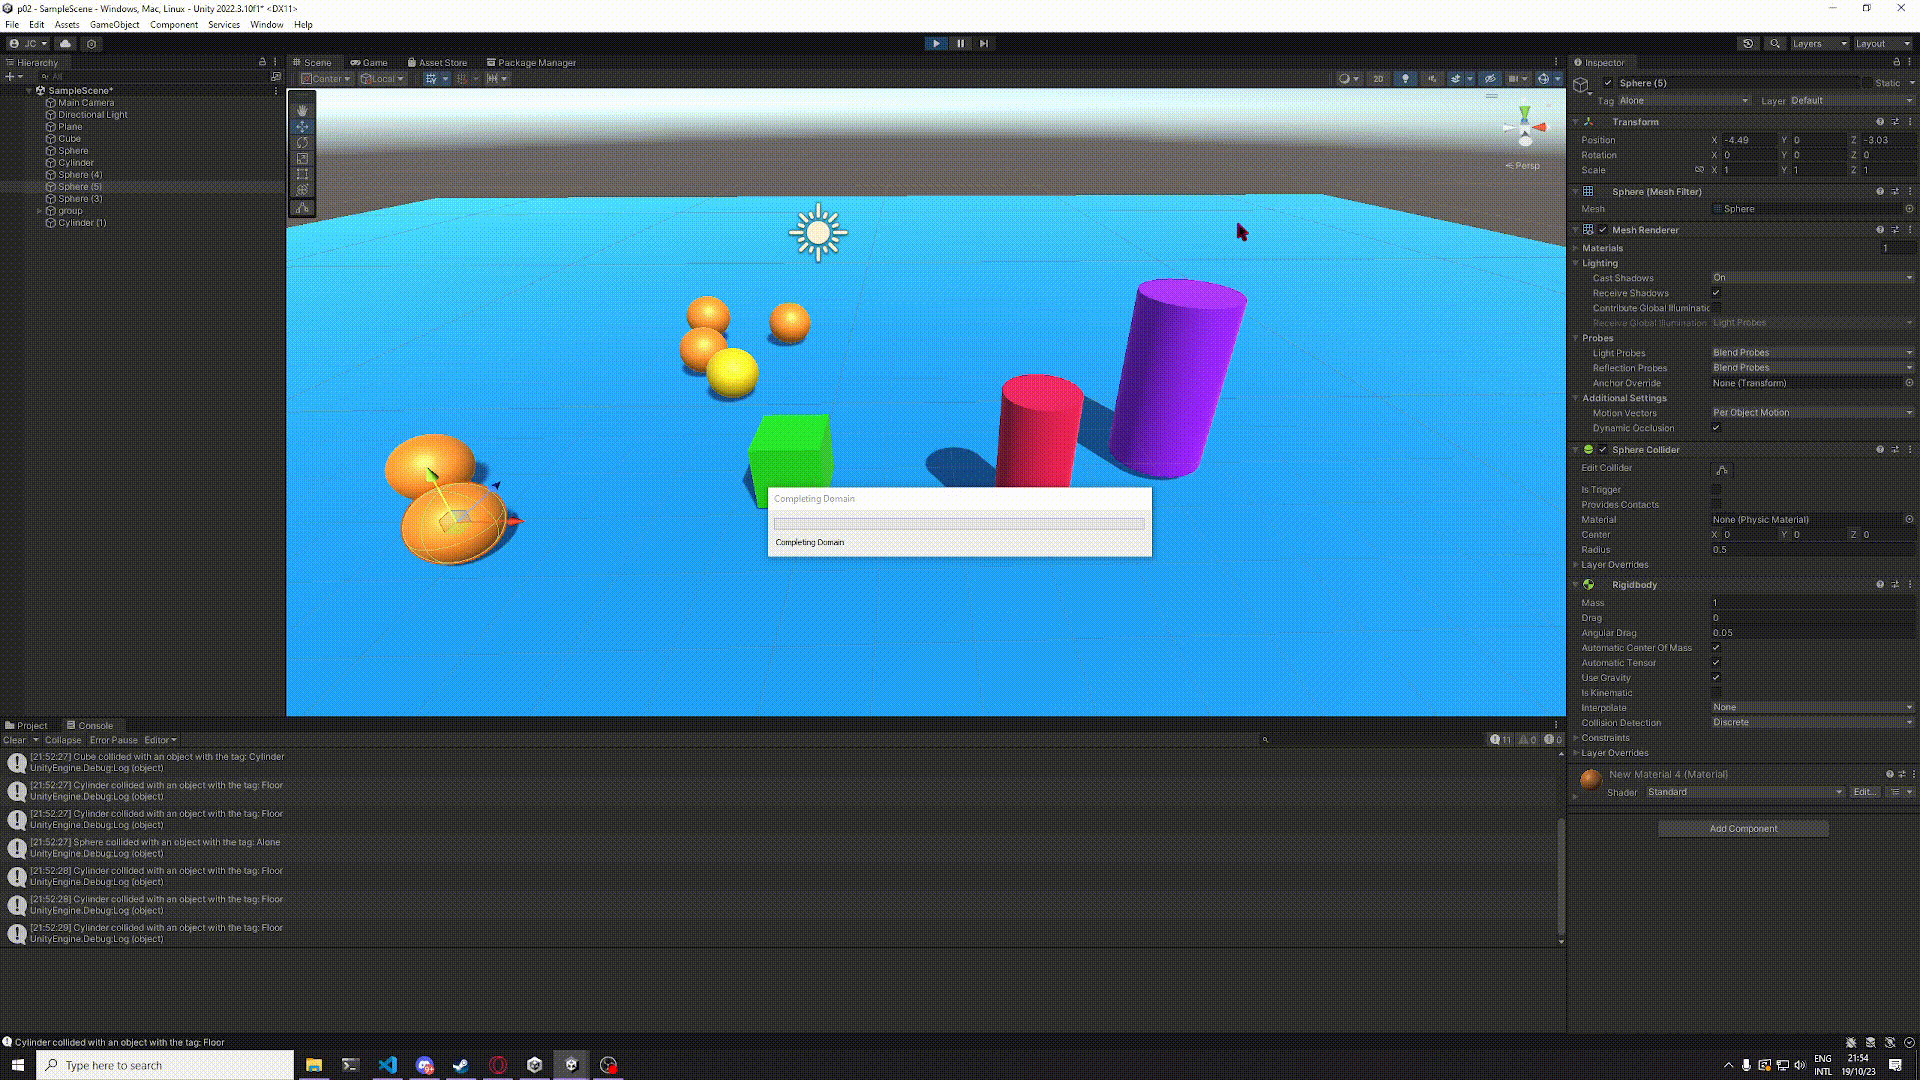 p02 - SampleScene - Windows, Mac, Linux - Unity 2022.3.10f1* <DX11>
File Edit Assets GameObject Component Services Window Help
JC
Layers Layout
Hierarchy
All
SampleScene*
Main Camera
Directional Light
Plane
Cube
Sphere
Cylinder
Sphere (4)
Sphere (5)
Sphere (3)
group
Cylinder (1)
Scene Game Asset Store Package Manager
Center Local
2D
Persp
Completing Domain
Completing Domain
Inspector
Sphere (5) Static
Tag Alone Layer Default
Transform
Position X -4.49 Y 0 Z -3.03
Rotation X 0 Y 0 Z 0
Scale X 1 Y 1 Z 1
Sphere (Mesh Filter)
Mesh Sphere
Mesh Renderer
Materials 1
Lighting
Cast Shadows On
Receive Shadows
Contribute Global Illuminatic
Receive Global Illumination Light Probes
Probes
Light Probes Blend Probes
Reflection Probes Blend Probes
Anchor Override None (Transform)
Additional Settings
Motion Vectors Per Object Motion
Dynamic Occlusion
Sphere Collider
Edit Collider
Is Trigger
Provides Contacts
Material None (Physic Material)
Center X 0 Y 0 Z 0
Radius 0.5
Layer Overrides
Rigidbody
Mass 1
Drag 0
Angular Drag 0.05
Automatic Center Of Mass
Automatic Tensor
Use Gravity
Is Kinematic
Interpolate None
Collision Detection Discrete
Constraints
Layer Overrides
New Material 4 (Material)
Shader Standard Edit...
Add Component
Project Console
Clear Collapse Error Pause Editor 11 0 0
[21:52:27] Cube collided with an object with the tag: Cylinder
UnityEngine.Debug:Log (object)
[21:52:27] Cylinder collided with an object with the tag: Floor
UnityEngine.Debug:Log (object)
[21:52:27] Cylinder collided with an object with the tag: Floor
UnityEngine.Debug:Log (object)
[21:52:27] Sphere collided with an object with the tag: Alone
UnityEngine.Debug:Log (object)
[21:52:28] Cylinder collided with an object with the tag: Floor
UnityEngine.Debug:Log (object)
[21:52:28] Cylinder collided with an object with the tag: Floor
UnityEngine.Debug:Log (object)
[21:52:29] Cylinder collided with an object with the tag: Floor
UnityEngine.Debug:Log (object)
Cylinder collided with an object with the tag: Floor
Type here to search
ENG
INTL
21:54
19/10/23